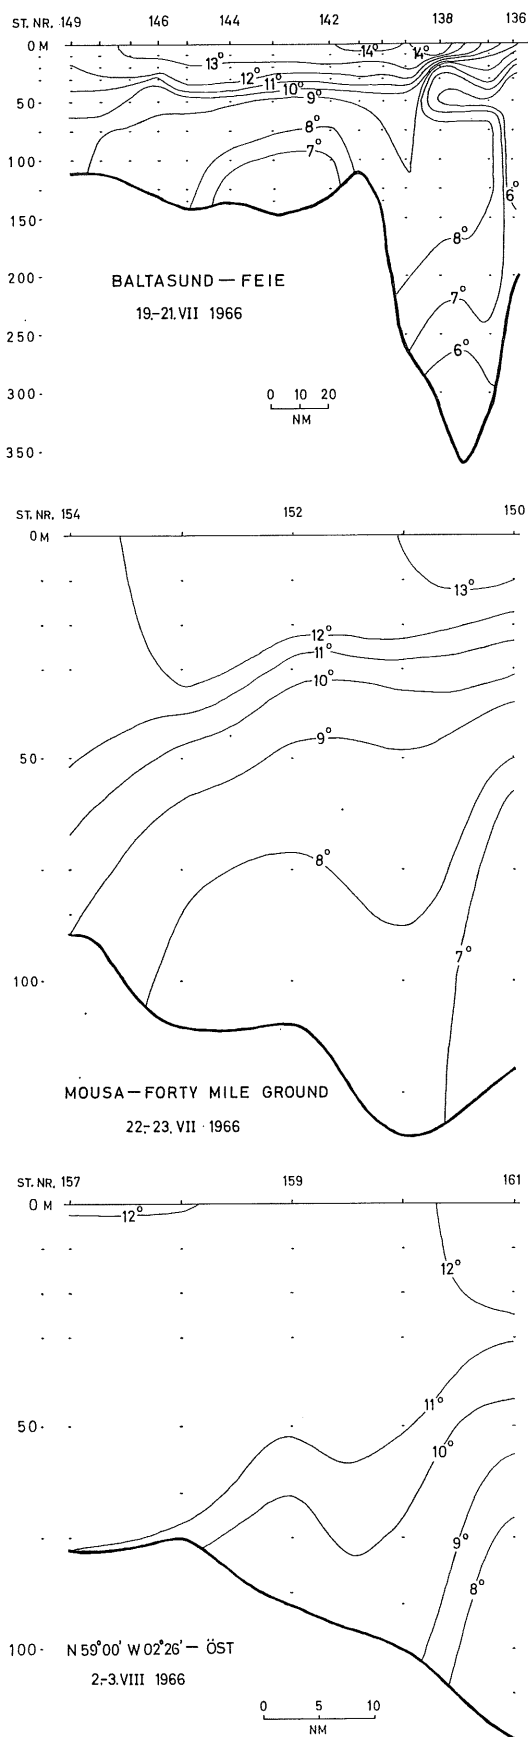 ST. NR. 149 146 144 142 138 136
0 M
14° 14°
13°
12°
11°
10°
50-
9°
8°
100-
7°
6°
150-
8°
200-
BALTASUND — FEIE
7°
19.-21. VII 1966
250-
6°
300-
0 10 20
NM
350-
ST. NR. 154 152 150
0 M
13°
12°
11°
10°
50-
9°
8°
7°
100-
MOUSA — FORTY MILE GROUND
22.-23. VII 1966
ST. NR. 157 159 161
0 M
12°
12°
11°
50-
10°
9°
8°
100-
N 59°00' W 02°26' — ÖST
2.-3. VIII 1966
0 5 10
NM